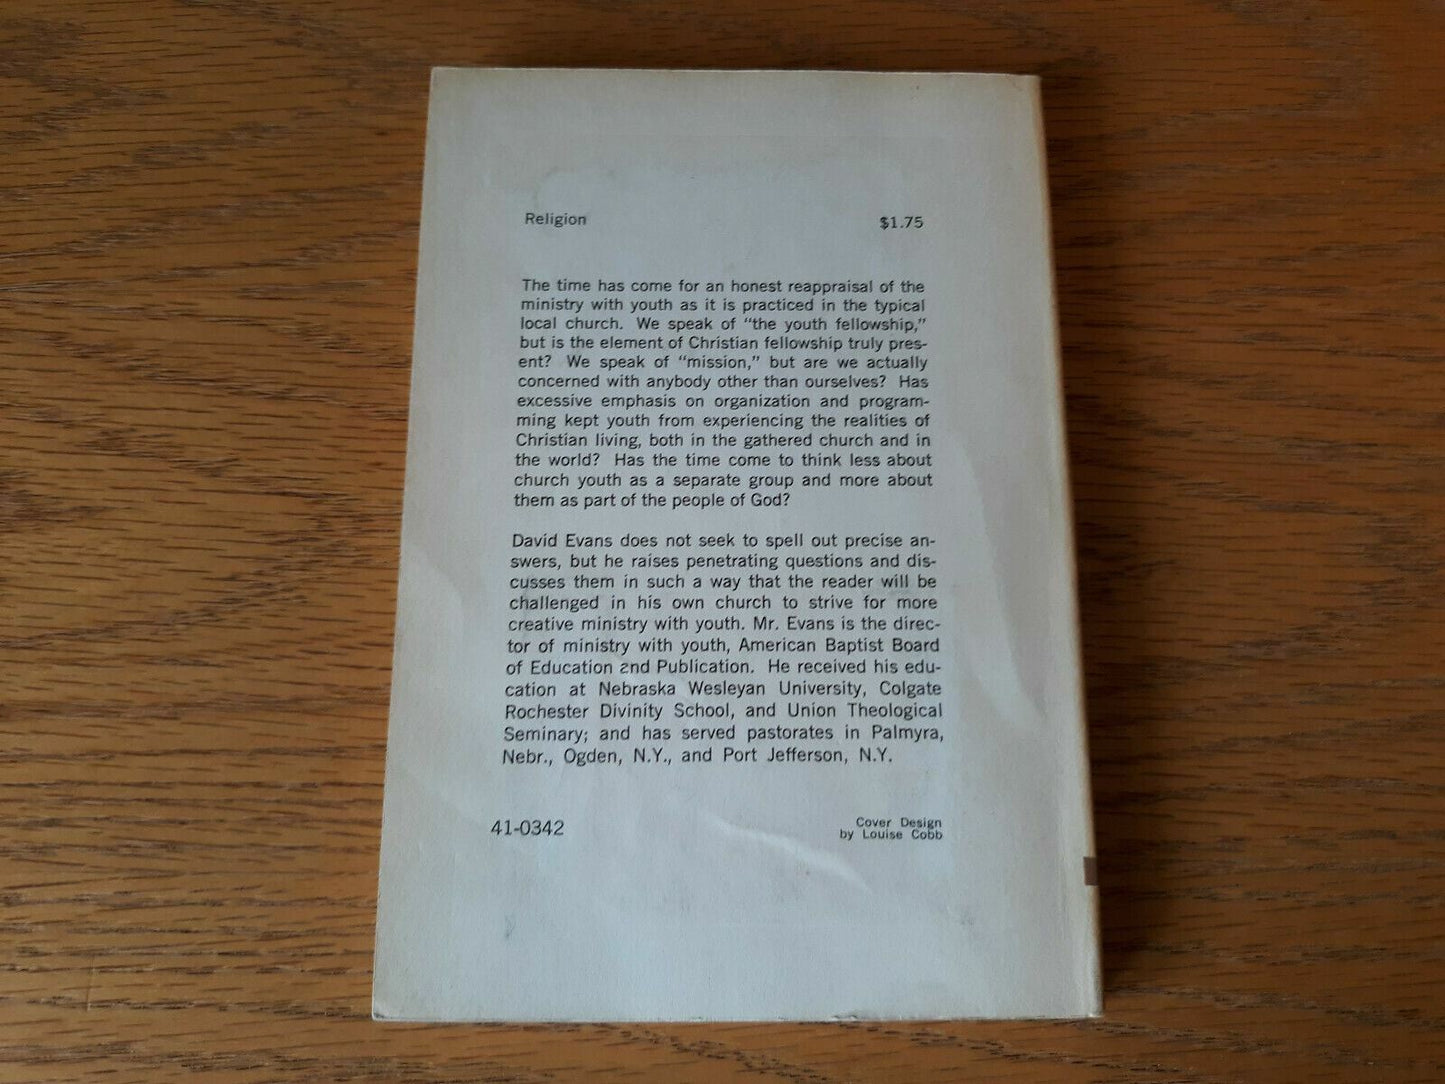 Religion
$1.75
The time has come for an honest reappraisal of the
ministry with youth as it is practiced in the typical
local church. We speak of "the youth fellowship,"
but is the element of Christian fellowship truly pres-
ent? We speak of "mission," but are we actually
concerned with anybody other than ourselves? Has
excessive emphasis on organization and program-
ming kept youth from experiencing the realities of
Christian living, both in the gathered church and in
the world? Has the time come to think less about
church youth as a separate group and more about
them as part of the people of God?
David Evans does not seek to spell out precise an-
swers, but he raises penetrating questions and dis-
cusses them in such a way that the reader will be
challenged in his own church to strive for more
creative ministry with youth. Mr. Evans is the direc-
tor of ministry with youth, American Baptist Board
of Education and Publication. He received his edu-
cation at Nebraska Wesleyan University, Colgate
Rochester Divinity School, and Union Theological
Seminary; and has served pastorates in Palmyra,
Nebr., Ogden, N.Y., and Port Jefferson, N.Y.
41-0342
Cover Design
by Louise Cobb